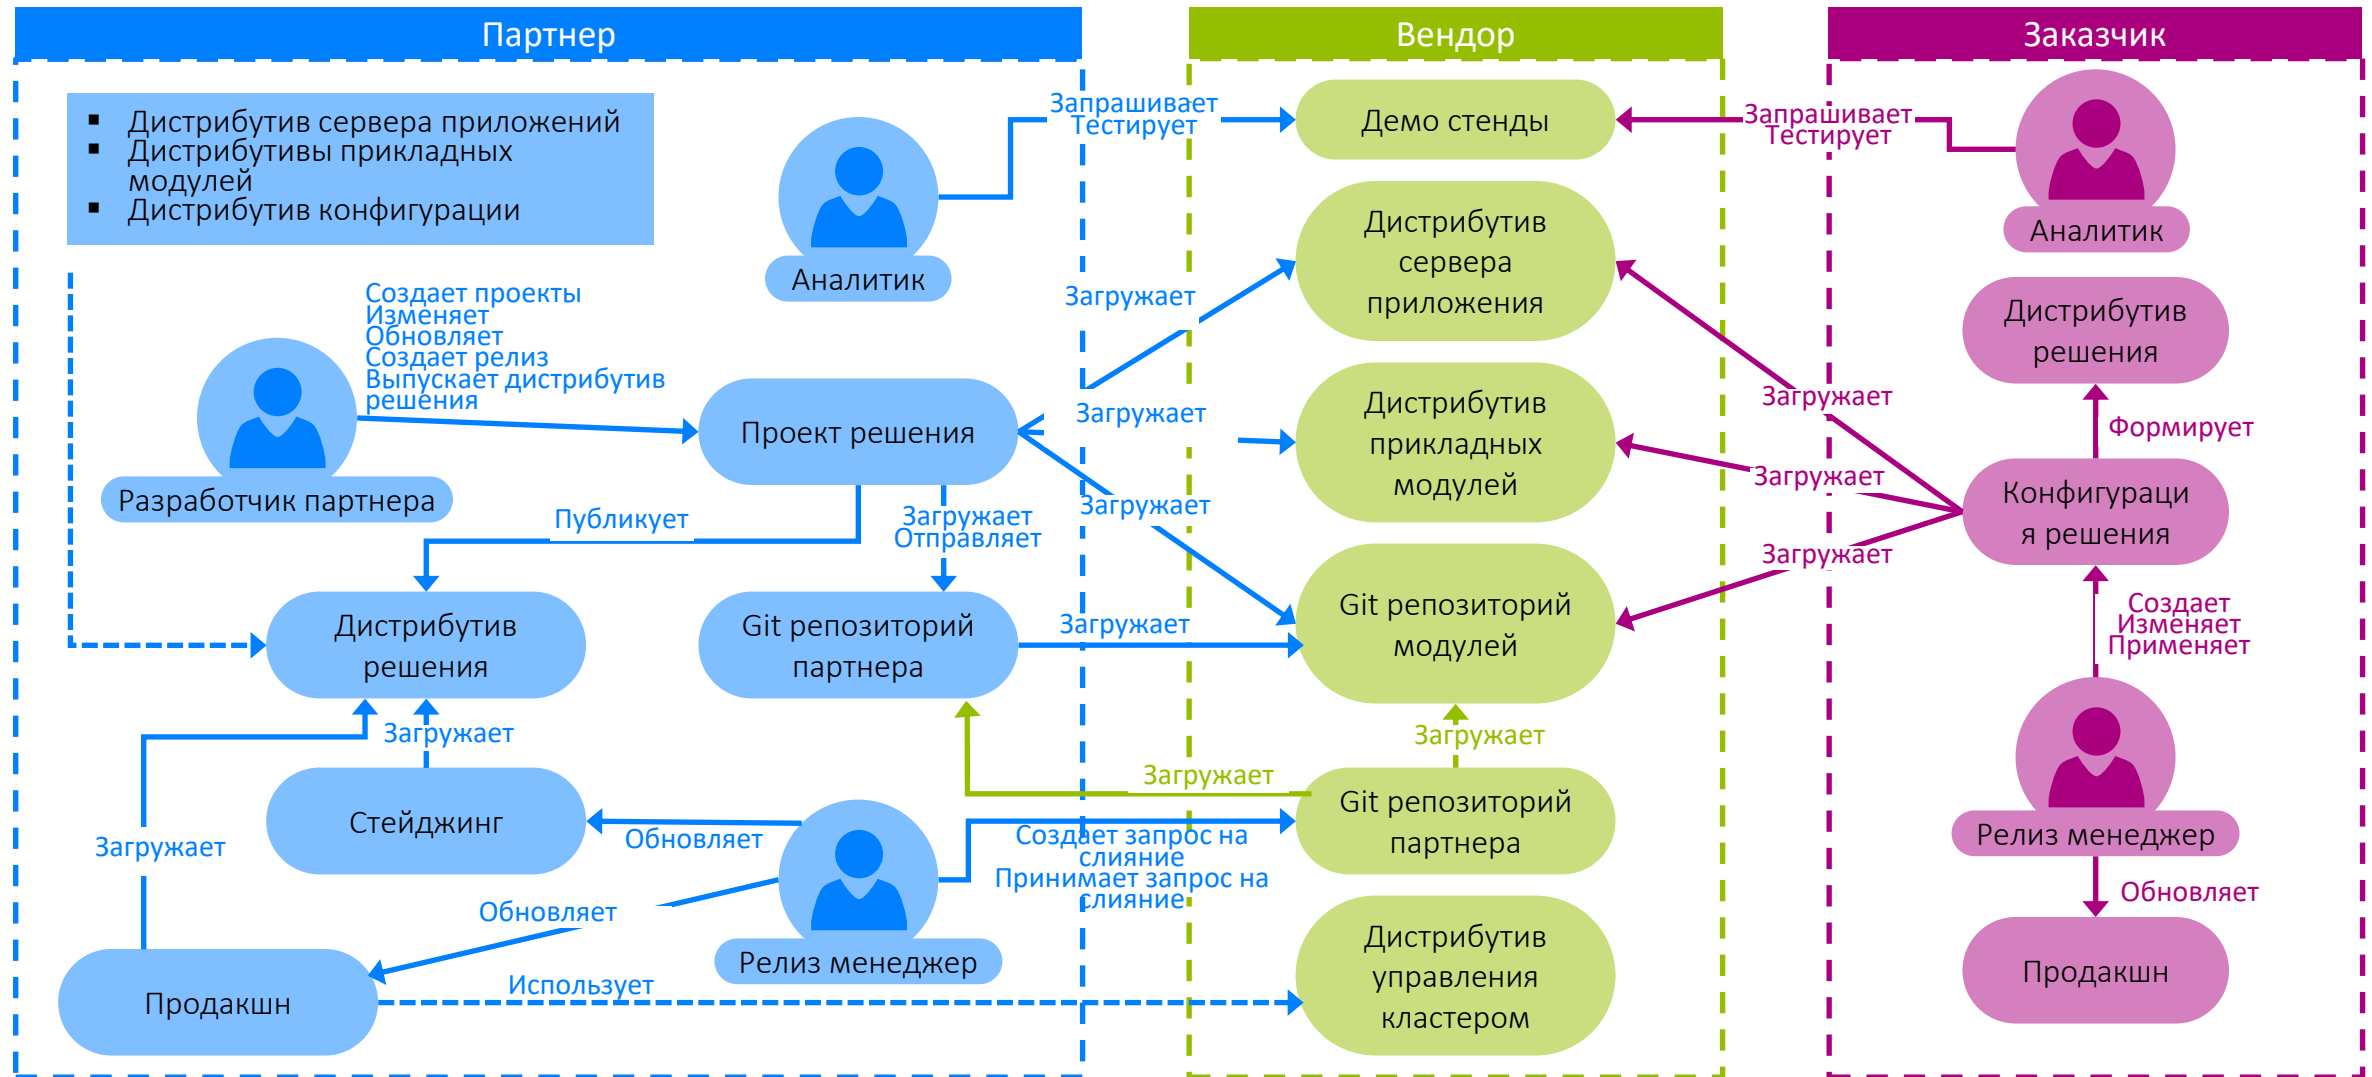 Партнер
Вендор
Заказчик
Дистрибутив сервера приложений
Дистрибутивы прикладных
модулей
Дистрибутив конфигурации
Аналитик
Запрашивает
Тестирует
Демо стенды
Запрашивает
Тестирует
Аналитик
Создает проекты
Изменяет
Обновляет
Создает релиз
Выпускает дистрибутив
решения
Разработчик партнера
Проект решения
Загружает
Загружает
Загружает
Дистрибутив
сервера
приложения
Дистрибутив
прикладных
модулей
Загружает
Загружает
Загружает
Дистрибутив
решения
Формирует
Конфигураци
я решения
Публикует
Загружает
Отправляет
Дистрибутив
решения
Git репозиторий
партнера
Загружает
Git репозиторий
модулей
Создает
Изменяет
Применяет
Загружает
Загружает
Загружает
Стейджинг
Обновляет
Создает запрос на
слияние
Принимает запрос на
слияние
Git репозиторий
партнера
Релиз менеджер
Загружает
Обновляет
Релиз менеджер
Обновляет
Продакшн
Использует
Дистрибутив
управления
кластером
Продакшн